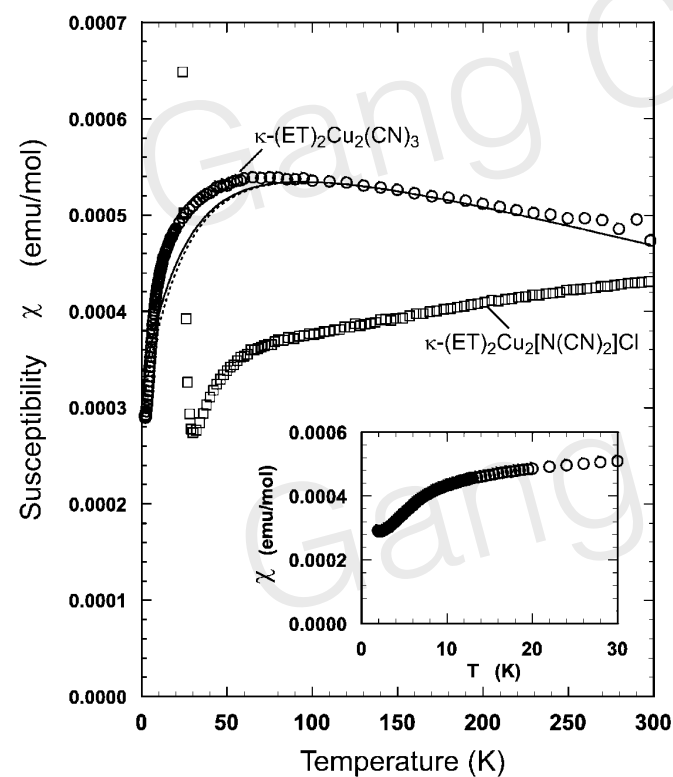 0.0007
0.0006
0.0005
0.0004
0.0003
0.0002
0.0001
0.0000
Susceptibility χ (emu/mol)
κ-(ET)2Cu2(CN)3
κ-(ET)2Cu2[N(CN)2]Cl
0.0006
0.0004
0.0002
0.0000
χ (emu/mol)
0 10 20 30
T (K)
0 50 100 150 200 250 300
Temperature (K)
Gang C
Gang